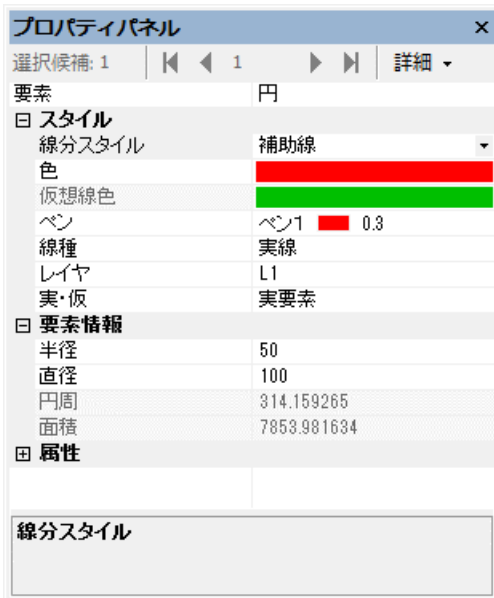 プロパティパネル ×
選択候補: 1 1 詳細
要素 円
スタイル
線分スタイル 補助線
色
仮想線色
ペン ペン1 0.3
線種 実線
レイヤ L1
実・仮 実要素
要素情報
半径 50
直径 100
円周 314.159265
面積 7853.981634
属性
線分スタイル